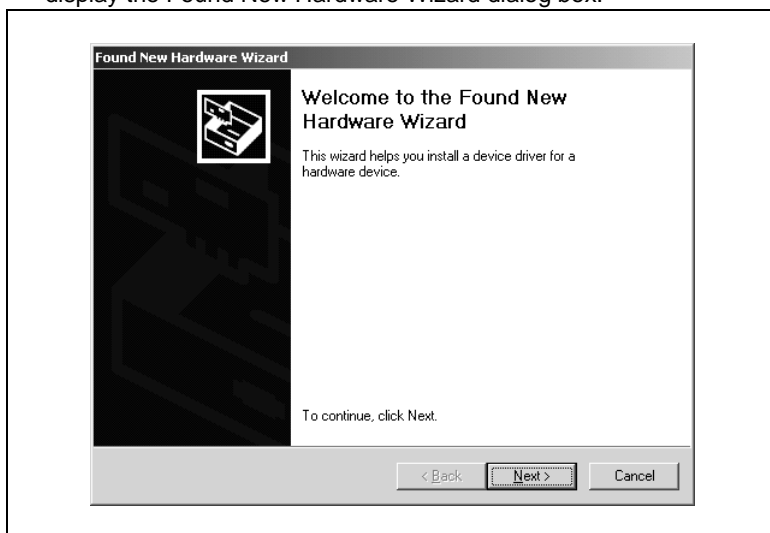 display the Found New Hardware Wizard dialog box.
Found New Hardware Wizard
Welcome to the Found New
Hardware Wizard
This wizard helps you install a device driver for a
hardware device.
To continue, click Next.
< Back Next > Cancel